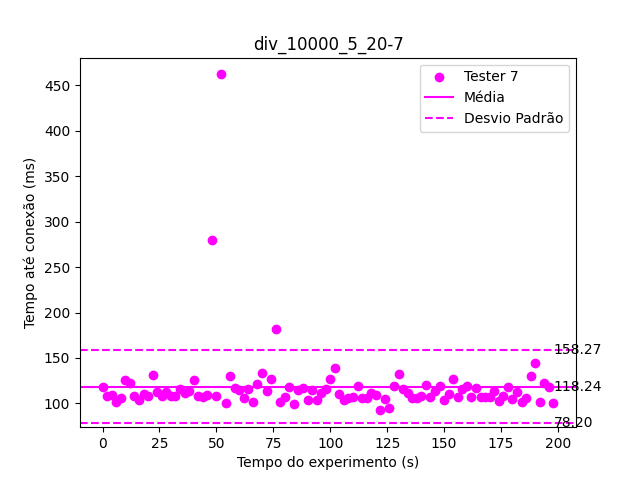 div_10000_5_20-7
Tempo até conexão (ms)
450
400
350
300
250
200
150
100
Tester 7
Média
Desvio Padrão
158.27
118.24
78.20
0 25 50 75 100 125 150 175 200
Tempo do experimento (s)